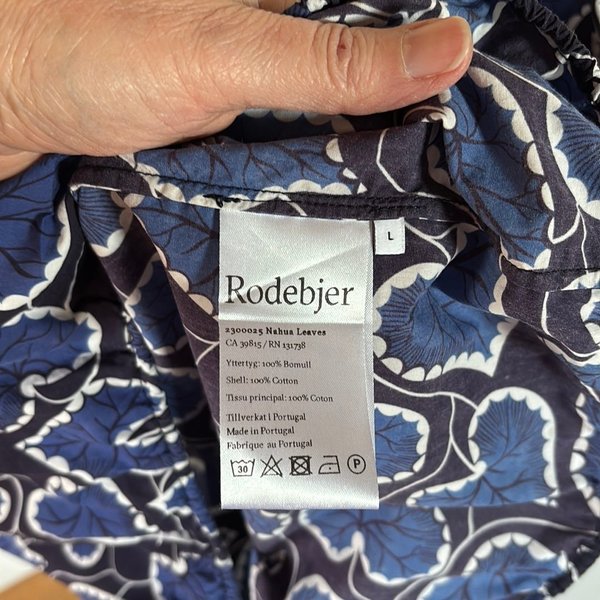 Rodebjer
L
2300025 Nahua Leaves
CA 39815 / RN 131738
Yttertyg: 100% Bomull
Shell: 100% Cotton
Tissu principal: 100% Coton
Tillverkat I Portugal
Made in Portugal
Fabrique au Portugal
30 P